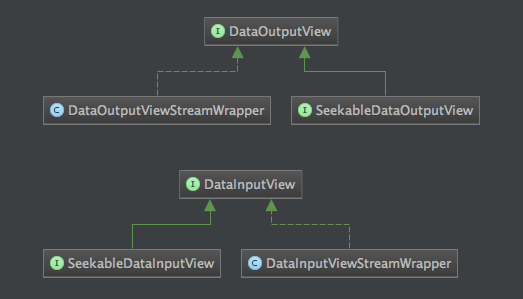 I DataOutputView
C DataOutputViewStreamWrapper
I SeekableDataOutputView
I DataInputView
I SeekableDataInputView
C DataInputViewStreamWrapper